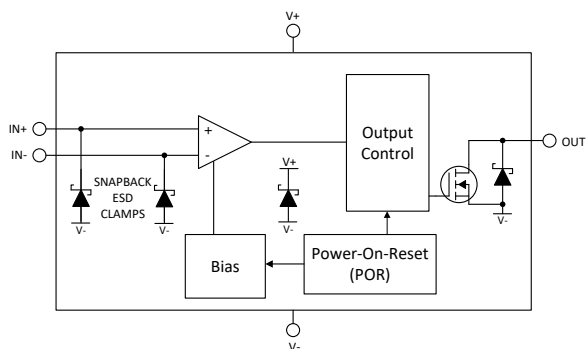 V+
IN+
IN-
+
-
Output
Control
OUT
SNAPBACK
ESD
CLAMPS
V+
V-
V-
V-
V-
Bias
Power-On-Reset
(POR)
V-